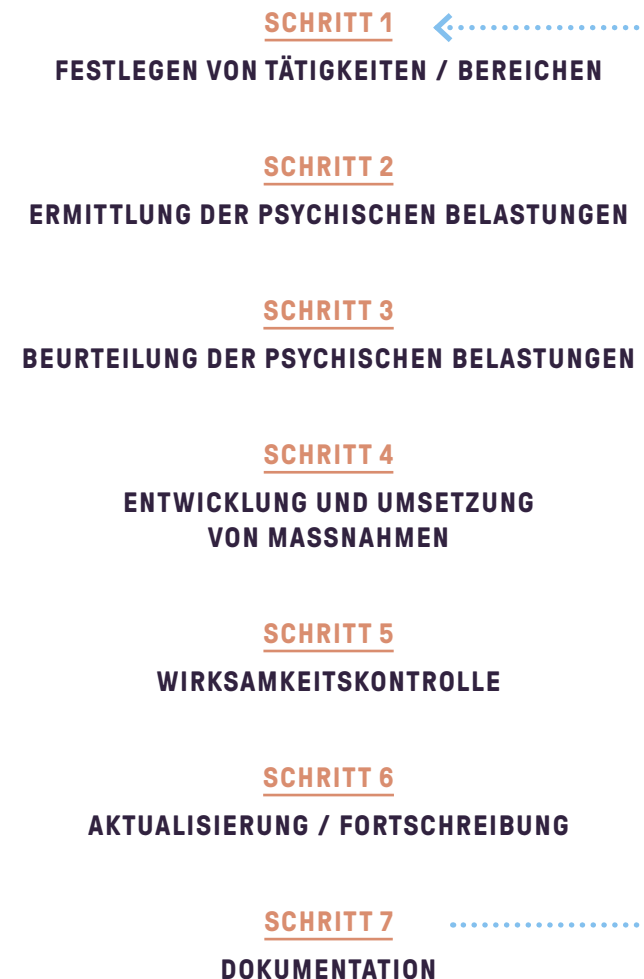 SCHRITT 1
FESTLEGEN VON TÄTIGKEITEN / BEREICHEN
SCHRITT 2
ERMITTLUNG DER PSYCHISCHEN BELASTUNGEN
SCHRITT 3
BEURTEILUNG DER PSYCHISCHEN BELASTUNGEN
SCHRITT 4
ENTWICKLUNG UND UMSETZUNG
VON MASSNAHMEN
SCHRITT 5
WIRKSAMKEITSKONTROLLE
SCHRITT 6
AKTUALISIERUNG / FORTSCHREIBUNG
SCHRITT 7
DOKUMENTATION